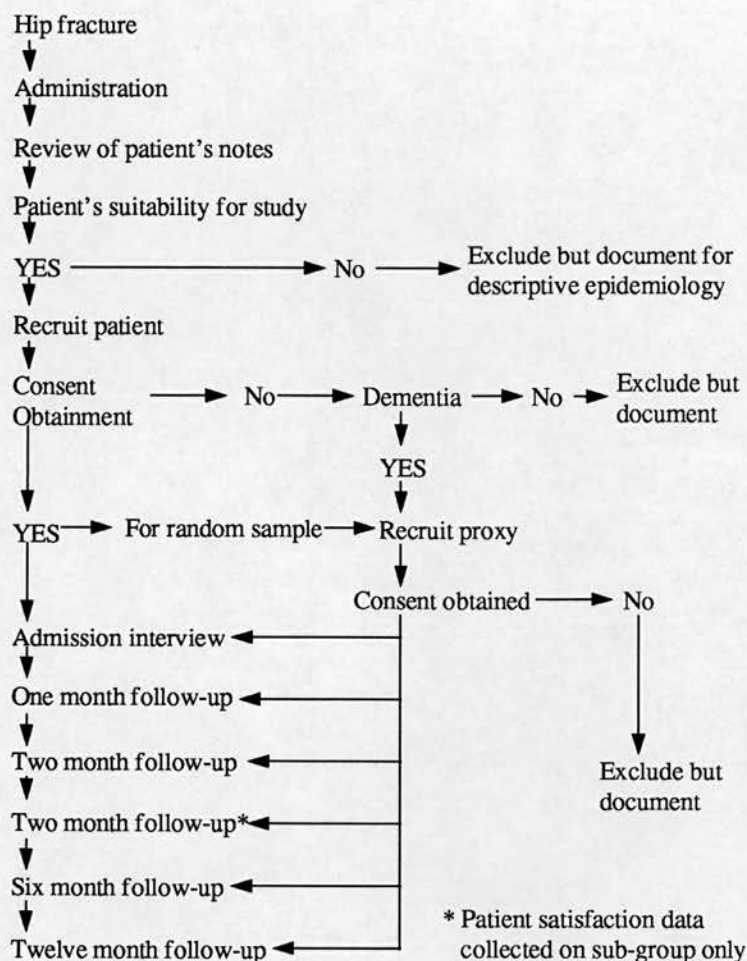 Hip fracture
Administration
Review of patient's notes
Patient's suitability for study
YES
No
Exclude but document for
descriptive epidemiology
Recruit patient
Consent
Obtainment
No
Dementia
No
Exclude but
document
YES
YES
For random sample
Recruit proxy
Consent obtained
No
Admission interview
One month follow-up
Two month follow-up
Exclude but
document
Two month follow-up*
Six month follow-up
Twelve month follow-up
* Patient satisfaction data
collected on sub-group only